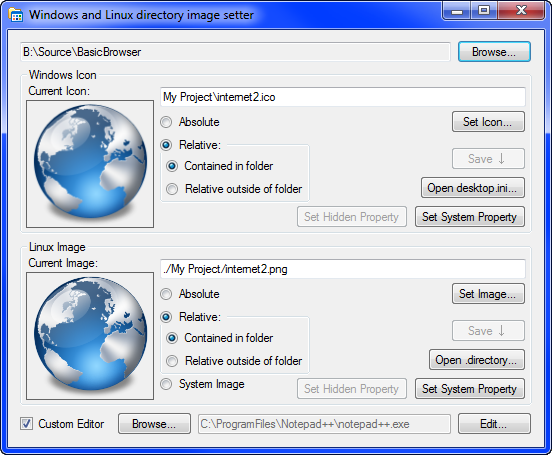 Windows and Linux directory image setter
B:\Source\BasicBrowser Browse...
Windows Icon
Current Icon:
My Project\internet2.ico
Absolute Set Icon...
Relative:
Contained in folder Save ↓
Relative outside of folder Open desktop.ini...
Set Hidden Property Set System Property
Linux Image
Current Image:
./My Project/internet2.png
Absolute Set Image...
Relative:
Contained in folder Save ↓
Relative outside of folder Open .directory...
System Image Set Hidden Property Set System Property
Custom Editor Browse... C:\ProgramFiles\Notepad++\notepad++.exe Edit...